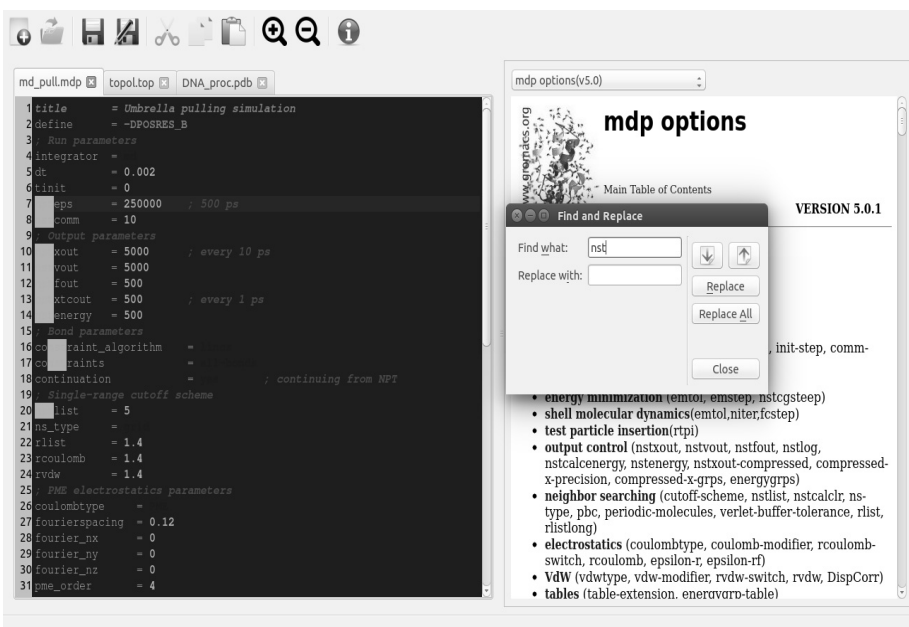 md_pull.mdp topol.top DNA_proc.pdb
1 title = Umbrella pulling simulation
2 define = -DPOSRES_B
3 ; Run parameters
4 integrator =
5 dt = 0.002
6 tinit = 0
7 eps = 250000 ; 500 ps
8 comm = 10
9 ; Output parameters
10 xout = 5000 ; every 10 ps
11 vout = 5000
12 fout = 500
13 xtcout = 500 ; every 1 ps
14 energy = 500
15 ; Bond parameters
16 co raint_algorithm =
17 co raints =
18 continuation = ; continuing from NPT
19 ; Single-range cutoff scheme
20 list = 5
21 ns_type =
22 rlist = 1.4
23 rcoulomb = 1.4
24 rvdw = 1.4
25 ; PME electrostatics parameters
26 coulombtype =
27 fourierspacing = 0.12
28 fourier_nx = 0
29 fourier_ny = 0
30 fourier_nz = 0
31 pme_order = 4
mdp options(v5.0)
www.gromacs.org
mdp options
Main Table of Contents
VERSION 5.0.1
Find and Replace
Find what: nst
Replace with:
Replace
Replace All
Close
, init-step, comm-
• energy minimization (emtol, emstep, nstcgsteep)
• shell molecular dynamics(emtol,niter,fcstep)
• test particle insertion(rtpi)
• output control (nstxout, nstvout, nstfout, nstlog,
nstcalcenergy, nstenergy, nstxout-compressed, compressed-
x-precision, compressed-x-grps, energygrps)
• neighbor searching (cutoff-scheme, nstlist, nstcalclr, ns-
type, pbc, periodic-molecules, verlet-buffer-tolerance, rlist,
rlistlong)
• electrostatics (coulombtype, coulomb-modifier, rcoulomb-
switch, rcoulomb, epsilon-r, epsilon-rf)
• VdW (vdwtype, vdw-modifier, rvdw-switch, rvdw, DispCorr)
• tables (table-extension, energygrp-table)